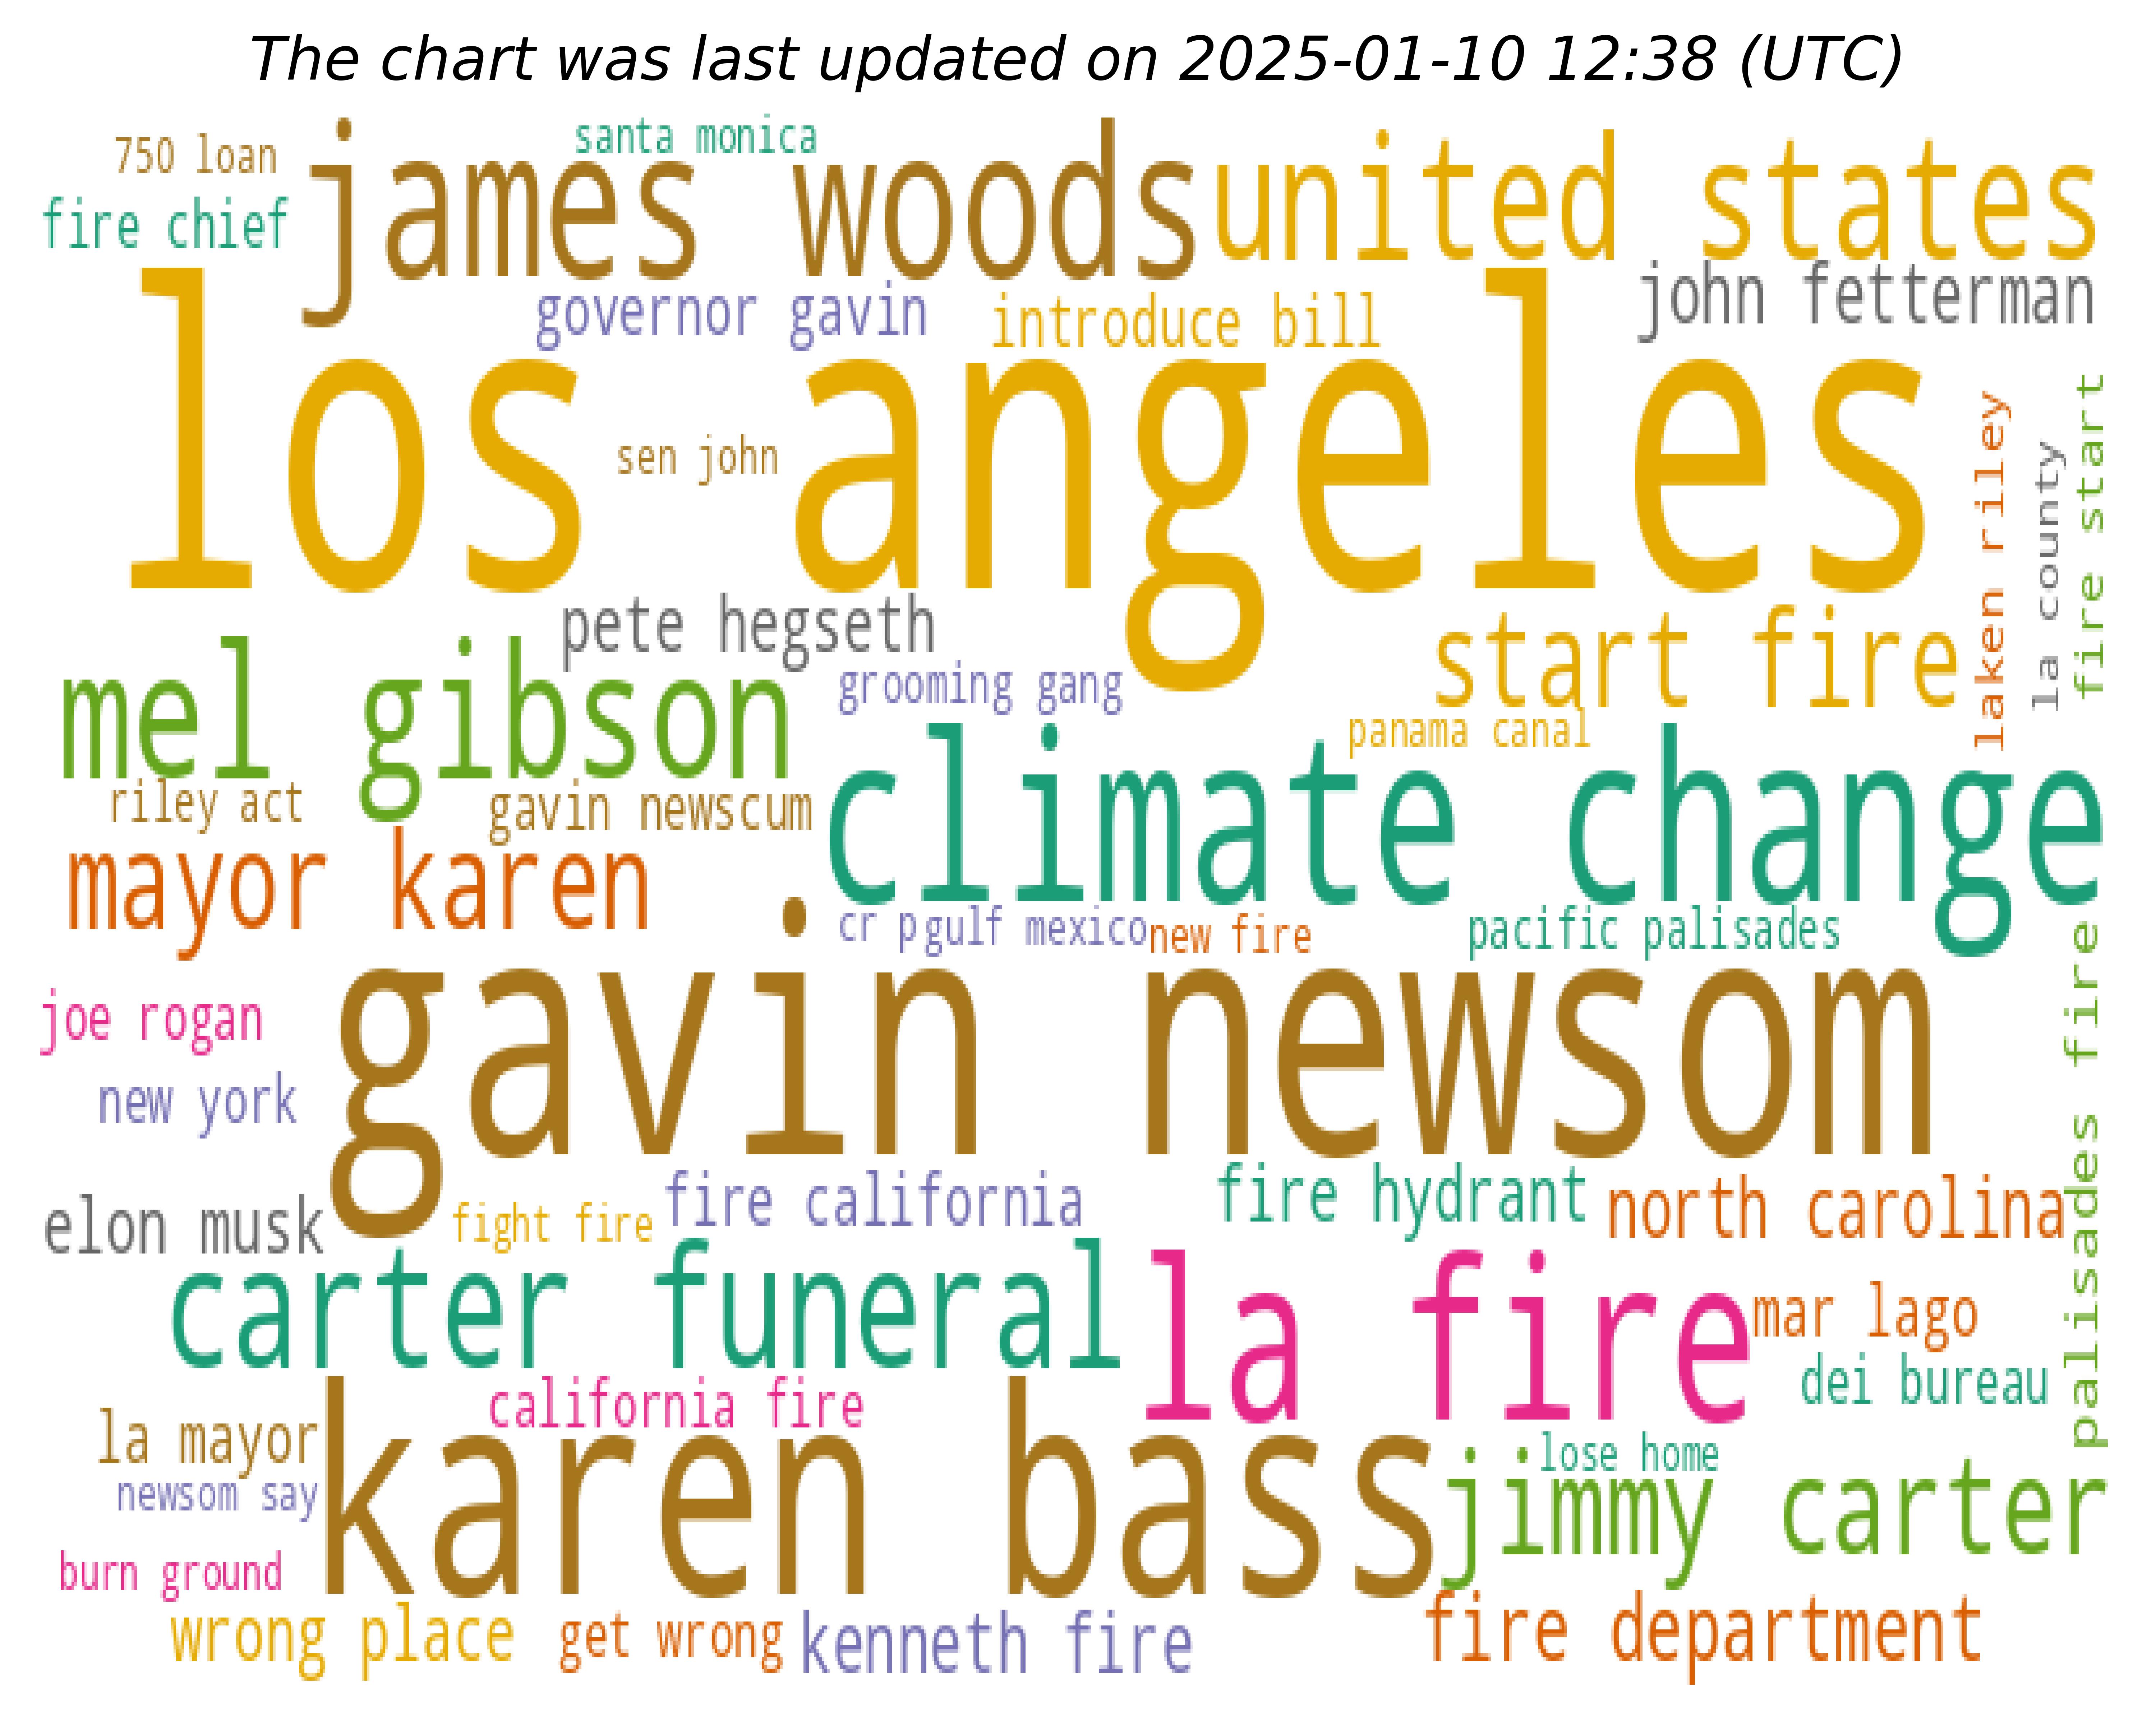 The chart was last updated on 2025-01-10 12:38 (UTC)
santa monica
750 loan
james woods
united states
fire chief
governor gavin
introduce bill
john fetterman
los angeles
sen john
laken riley
la county
fire start
pete hegseth
start fire
mel gibson
grooming gang
panama canal
riley act
gavin newscum
climate change
mayor karen
cr p
gulf mexico
new fire
pacific palisades
joe rogan
gavin newsom
palisades fire
new york
elon musk
fight fire
fire california
fire hydrant
north carolina
carter funeral
la fire
mar lago
dei bureau
california fire
la mayor
karen bass
lose home
newsom say
jimmy carter
burn ground
wrong place
get wrong
kenneth fire
fire department